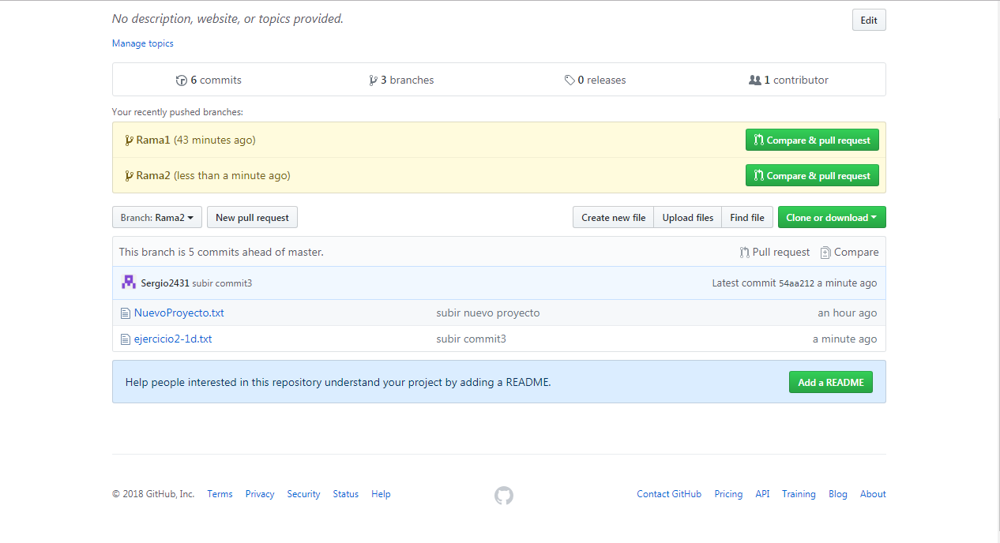 No description, website, or topics provided.
Edit
Manage topics
6 commits 3 branches 0 releases 1 contributor
Your recently pushed branches:
Rama1 (43 minutes ago) Compare & pull request
Rama2 (less than a minute ago) Compare & pull request
Branch: Rama2 New pull request Create new file Upload files Find file Clone or download
This branch is 5 commits ahead of master. Pull request Compare
Sergio2431 subir commit3 Latest commit 54aa212 a minute ago
NuevoProyecto.txt subir nuevo proyecto an hour ago
ejercicio2-1d.txt subir commit3 a minute ago
Help people interested in this repository understand your project by adding a README. Add a README
© 2018 GitHub, Inc. Terms Privacy Security Status Help Contact GitHub Pricing API Training Blog About